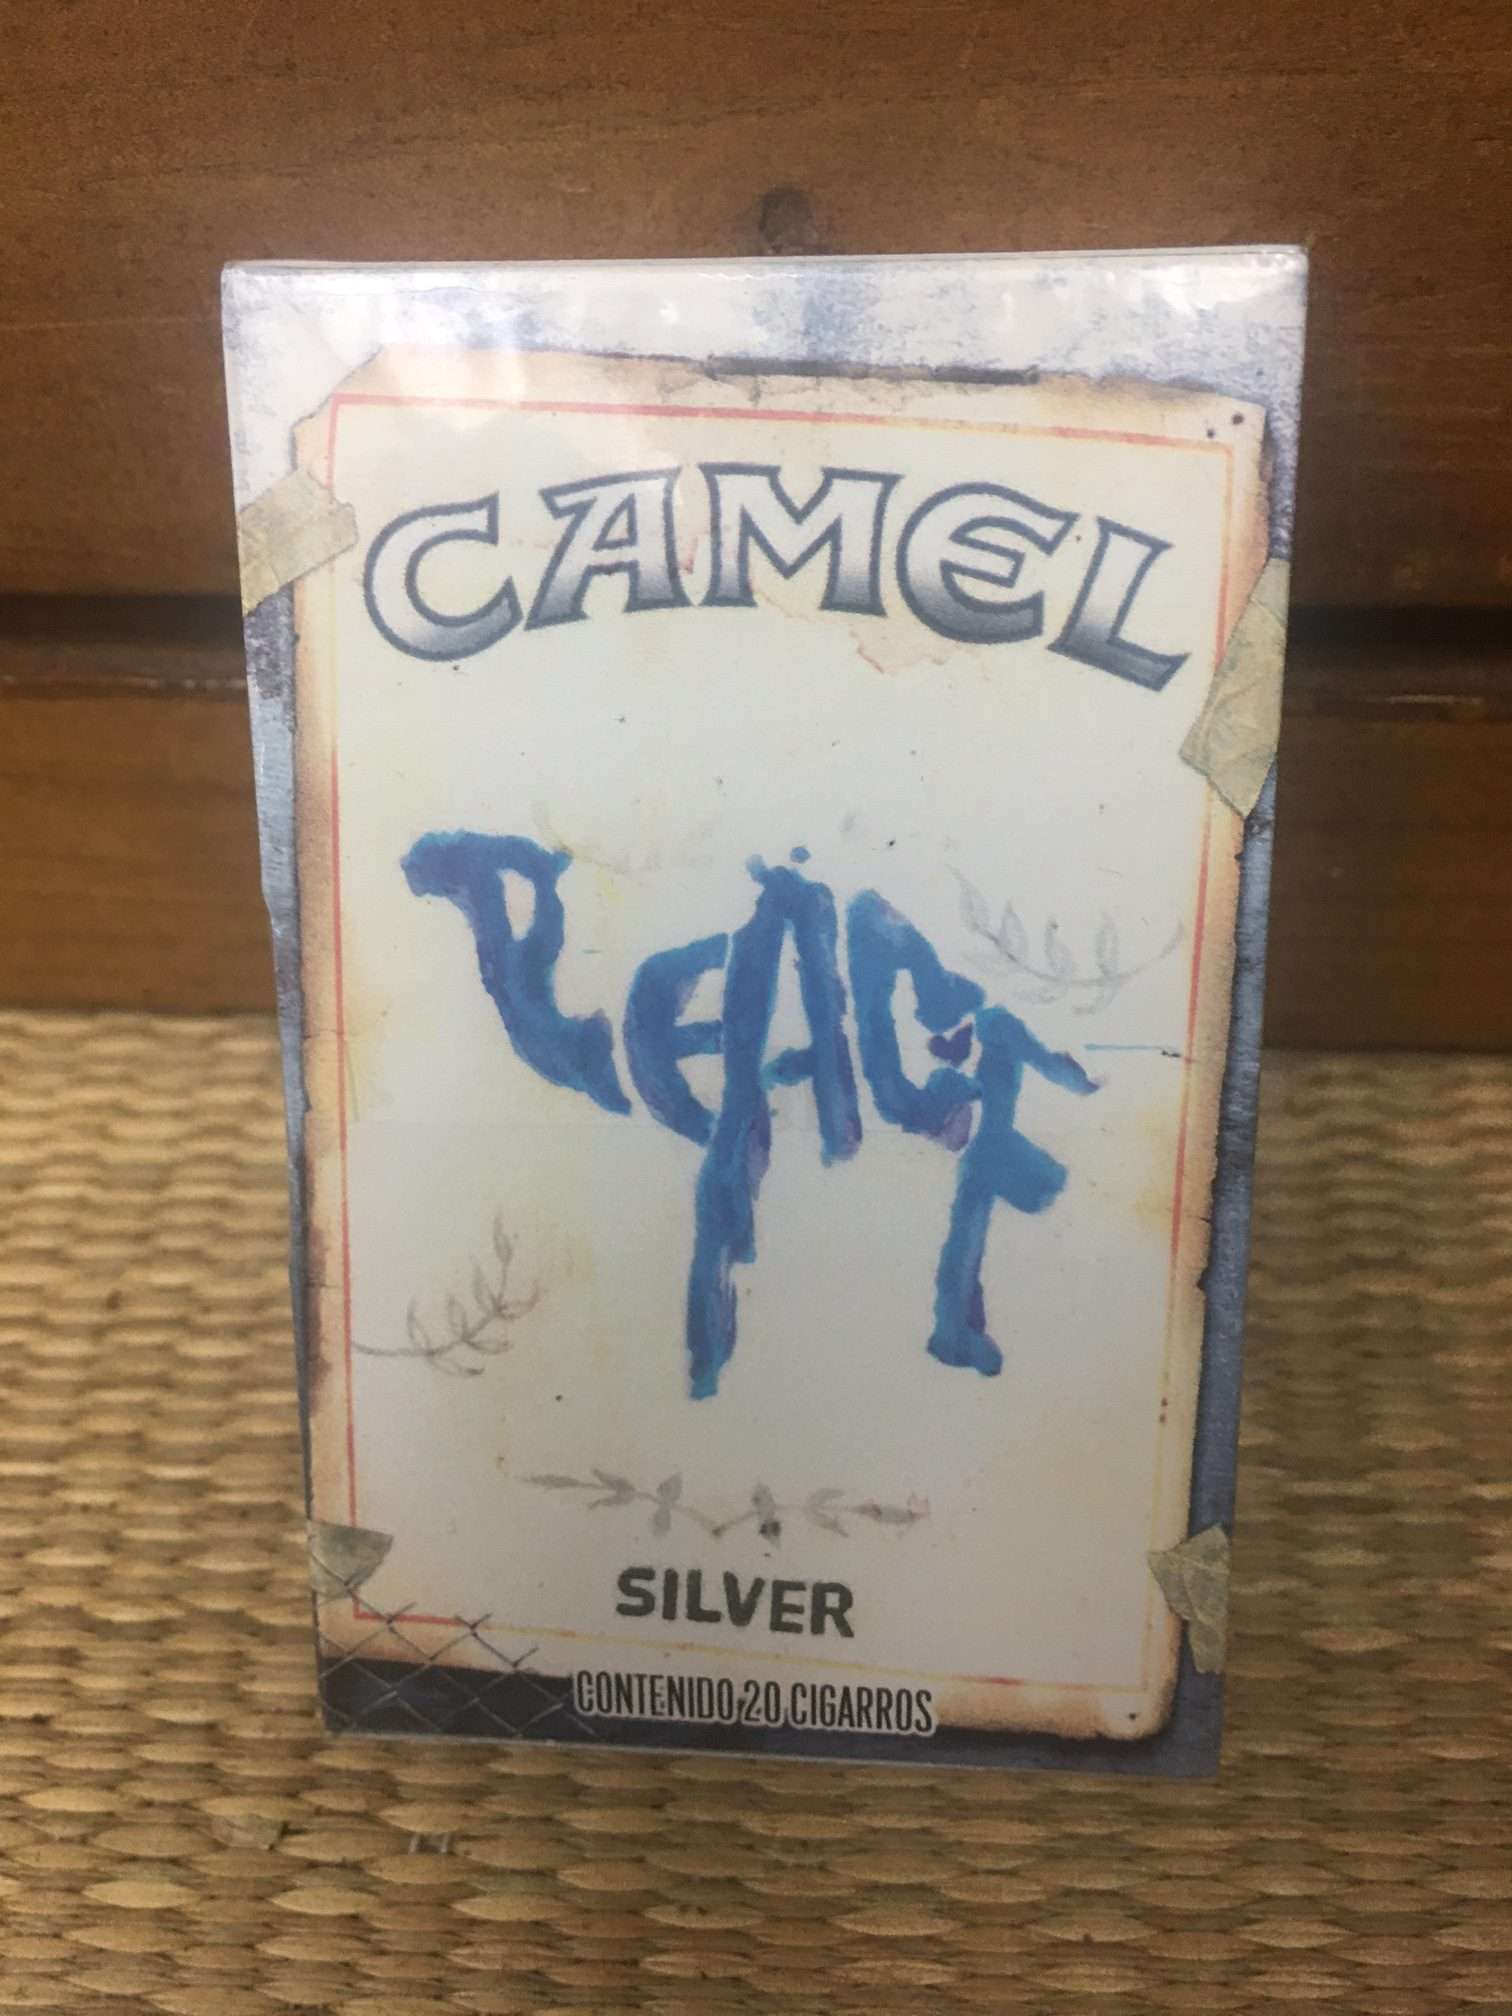 CAMEL
PEACE
SILVER
CONTENIDO 20 CIGARROS